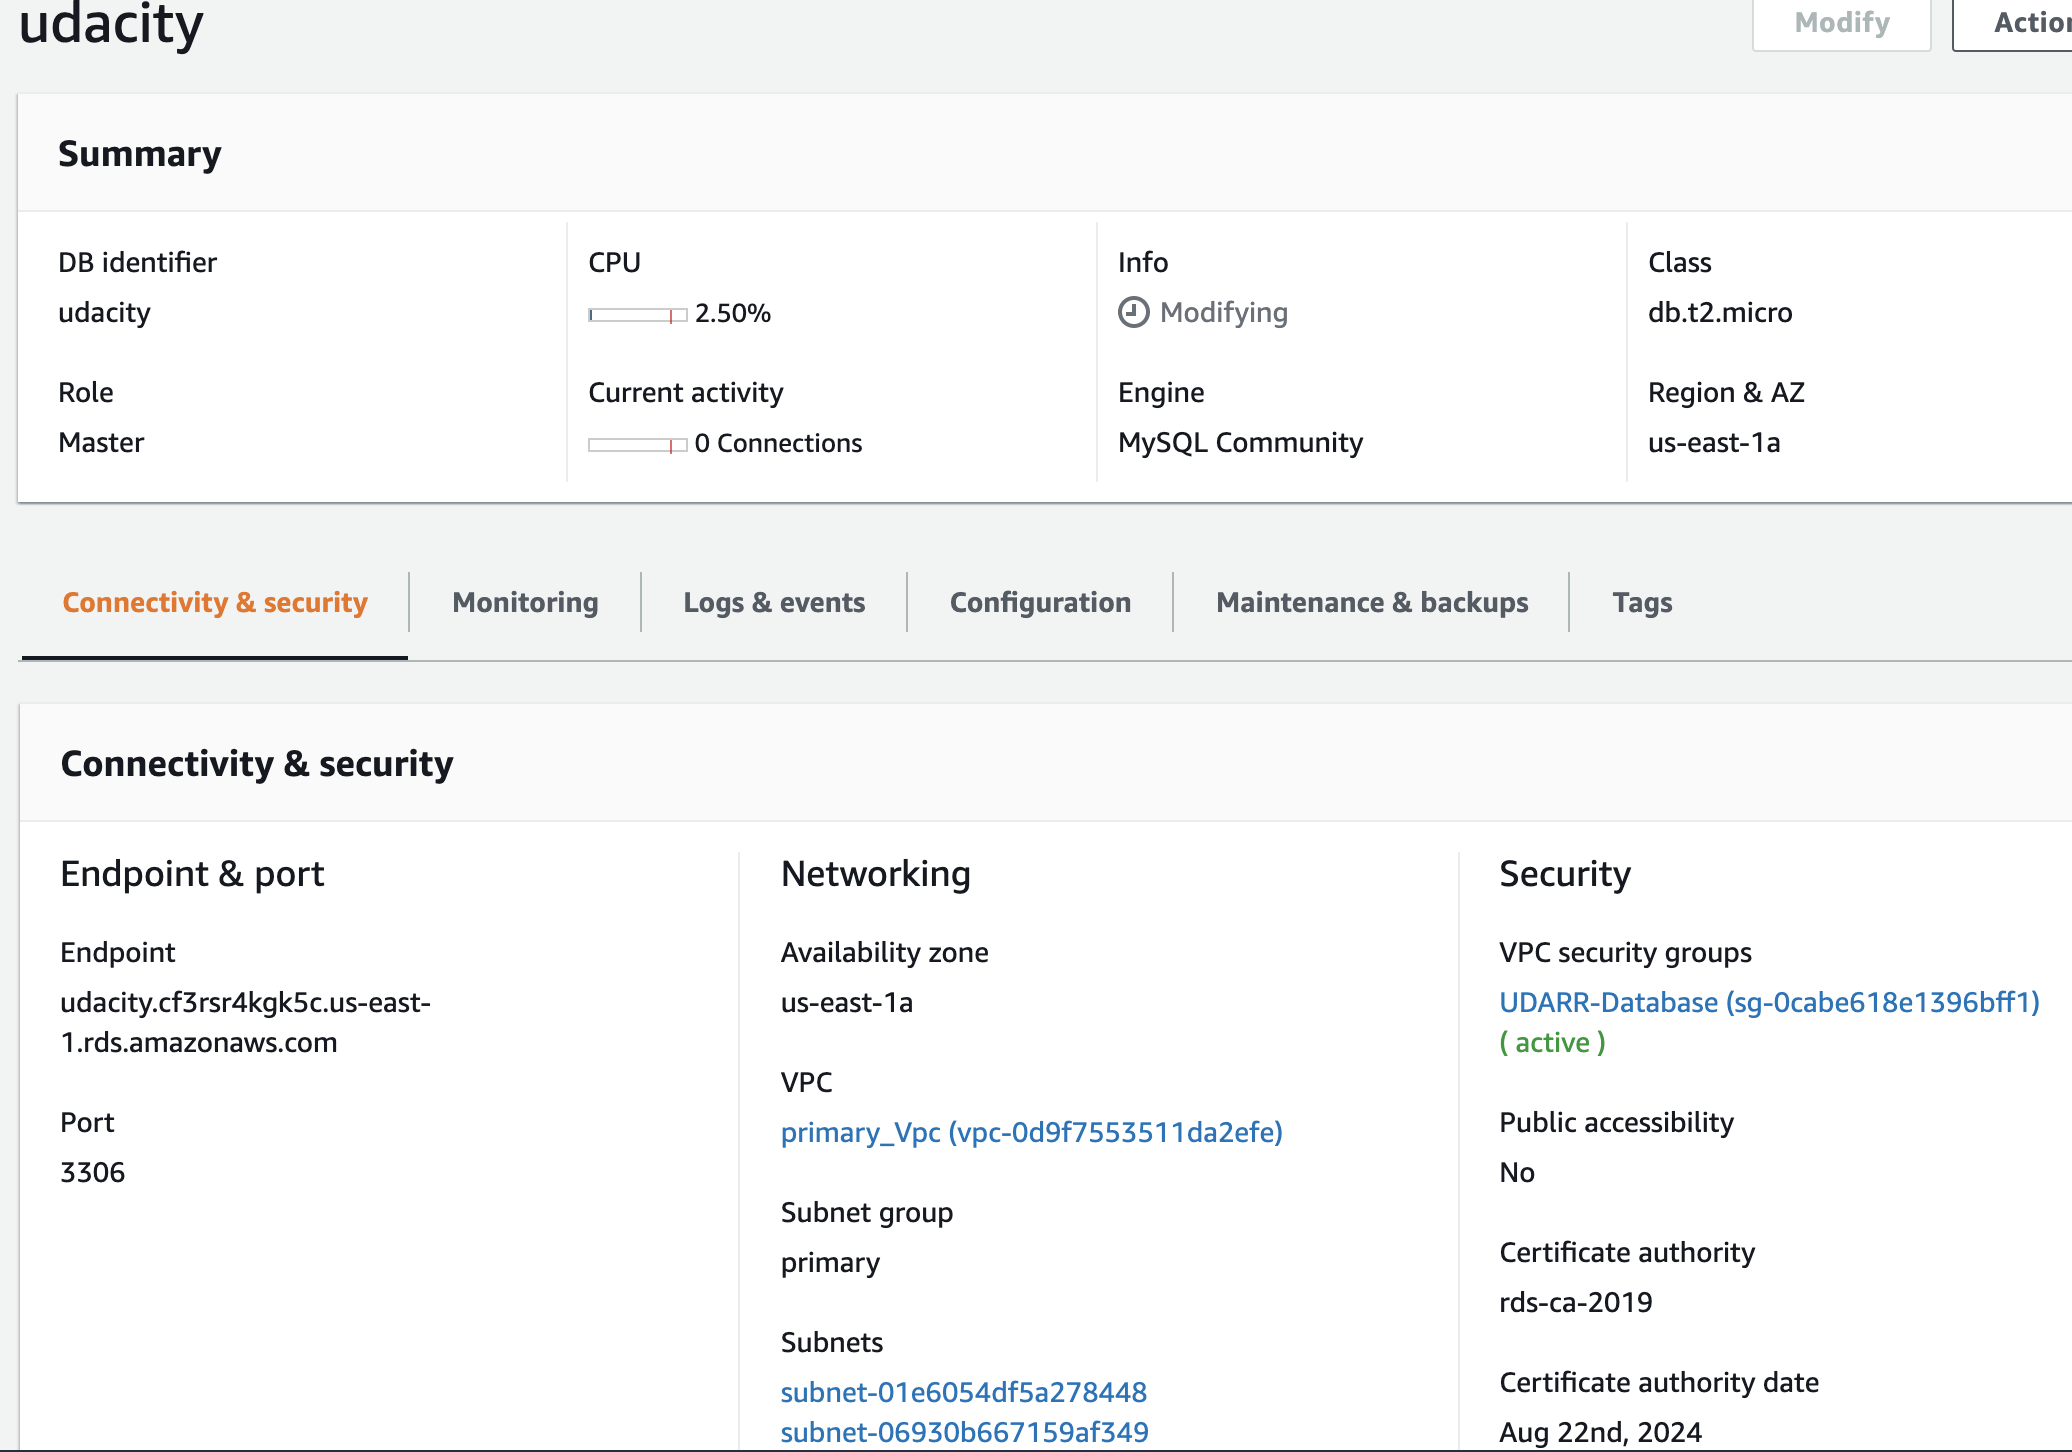 udacity
Modify
Action
Summary
DB identifier
udacity
CPU
2.50%
Info
Modifying
Class
db.t2.micro
Role
Master
Current activity
0 Connections
Engine
MySQL Community
Region & AZ
us-east-1a
Connectivity & security
Monitoring
Logs & events
Configuration
Maintenance & backups
Tags
Connectivity & security
Endpoint & port
Endpoint
udacity.cf3rsr4kgk5c.us-east-
1.rds.amazonaws.com
Port
3306
Networking
Availability zone
us-east-1a
VPC
primary_Vpc (vpc-0d9f7553511da2efe)
Subnet group
primary
Subnets
subnet-01e6054df5a278448
subnet-06930b667159af349
Security
VPC security groups
UDARR-Database (sg-0cabe618e1396bff1)
( active )
Public accessibility
No
Certificate authority
rds-ca-2019
Certificate authority date
Aug 22nd, 2024